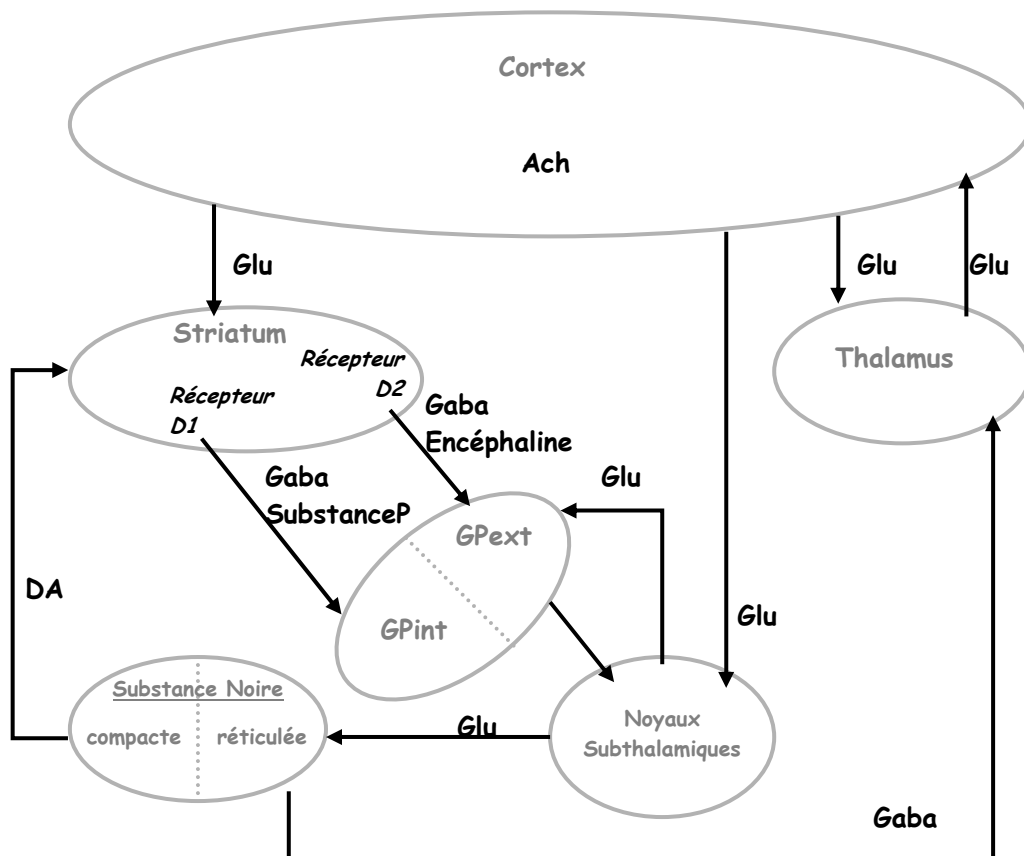 Cortex
Ach
Glu
Glu
Glu
Striatum
Récepteur
D2
Récepteur
D1
Thalamus
Gaba
Encéphaline
Gaba
SubstanceP
Glu
GPext
GPint
DA
Glu
Substance Noire
compacte
réticulée
Glu
Noyaux
Subthalamiques
Gaba